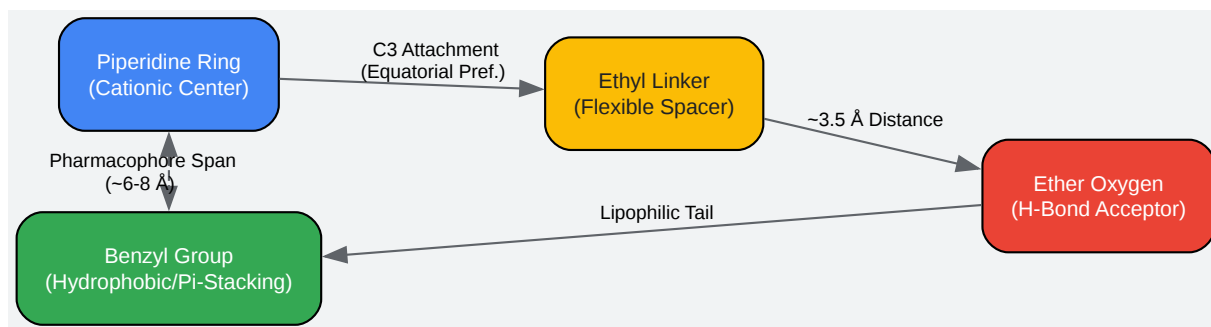 Piperidine Ring
(Cationic Center)
C3 Attachment
(Equatorial Pref.)
Ethyl Linker
(Flexible Spacer)
~3.5 Å Distance
Pharmacophore Span
(~6-8 Å)
Ether Oxygen
(H-Bond Acceptor)
Lipophilic Tail
Benzyl Group
(Hydrophobic/Pi-Stacking)